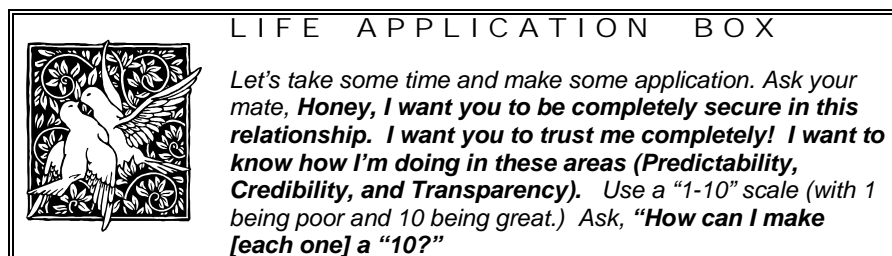 LIFE APPLICATION BOX
Let's take some time and make some application. Ask your
mate, Honey, I want you to be completely secure in this
relationship.  I want you to trust me completely!  I want to
know how I'm doing in these areas (Predictability,
Credibility, and Transparency).   Use a “1-10” scale (with 1
being poor and 10 being great.)  Ask, “How can I make
[each one] a “10?”